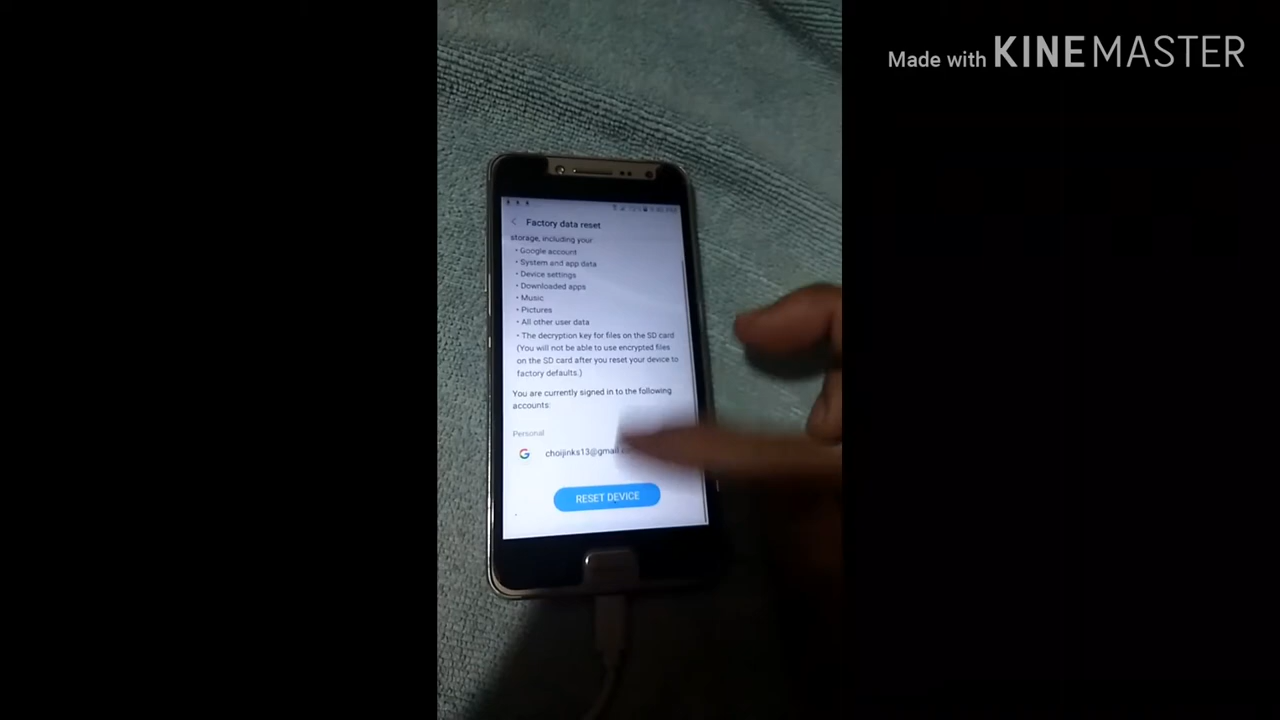 Made with KINEMASTER
Factory data reset
storage, including your:
• Google account
• System and app data
• Device settings
• Downloaded apps
• Music
• Pictures
• All other user data
• The decryption key for files on the SD card
(You will not be able to use encrypted files
on the SD card after you reset your device to
factory defaults.)
You are currently signed in to the following
accounts:
Personal
choijinks13@gmail
RESET DEVICE